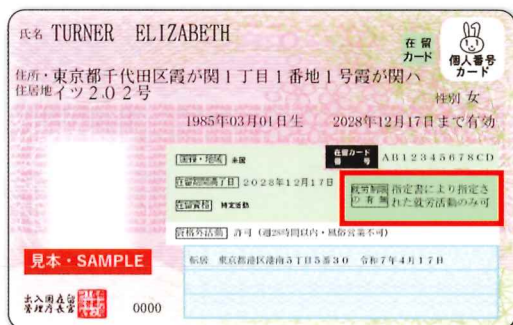 氏名 TURNER ELIZABETH
在留カード
個人番号カード
住所・住居地 東京都千代田区霞が関1丁目1番地1号霞が関ハイツ202号
性別 女
1985年03月01日生 2028年12月17日まで有効
国籍・地域 米国
在留カード番号 AB12345678CD
在留期間満了日 2028年12月17日
就労制限の有無 指定書により指定された就労活動のみ可
在留資格 特定活動
資格外活動 許可(週28時間以内・風俗営業不可)
見本・SAMPLE
転居 東京都港区港南5丁目5番30 令和7年4月17日
出入国在留管理庁長官
0000